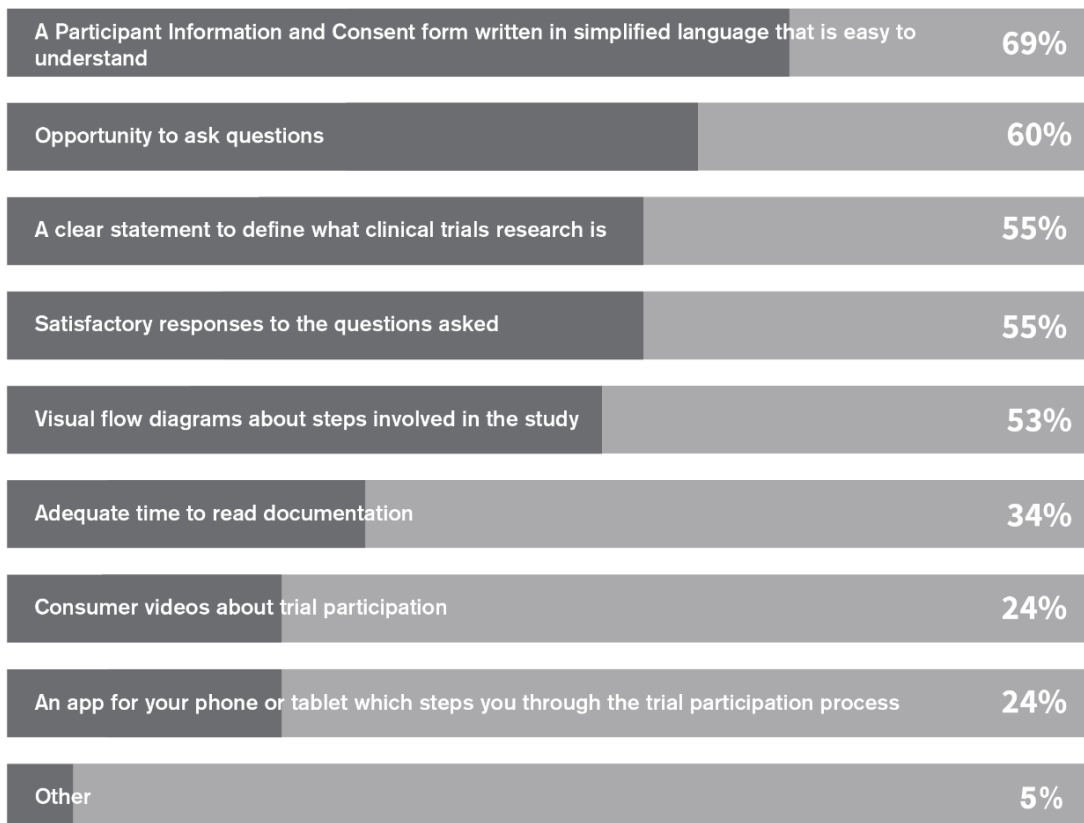 A Participant Information and Consent form written in simplified language that is easy to
understand
69%
Opportunity to ask questions
60%
A clear statement to define what clinical trials research is
55%
Satisfactory responses to the questions asked
55%
Visual flow diagrams about steps involved in the study
53%
Adequate time to read documentation
34%
Consumer videos about trial participation
24%
An app for your phone or tablet which steps you through the trial participation process
24%
Other
5%